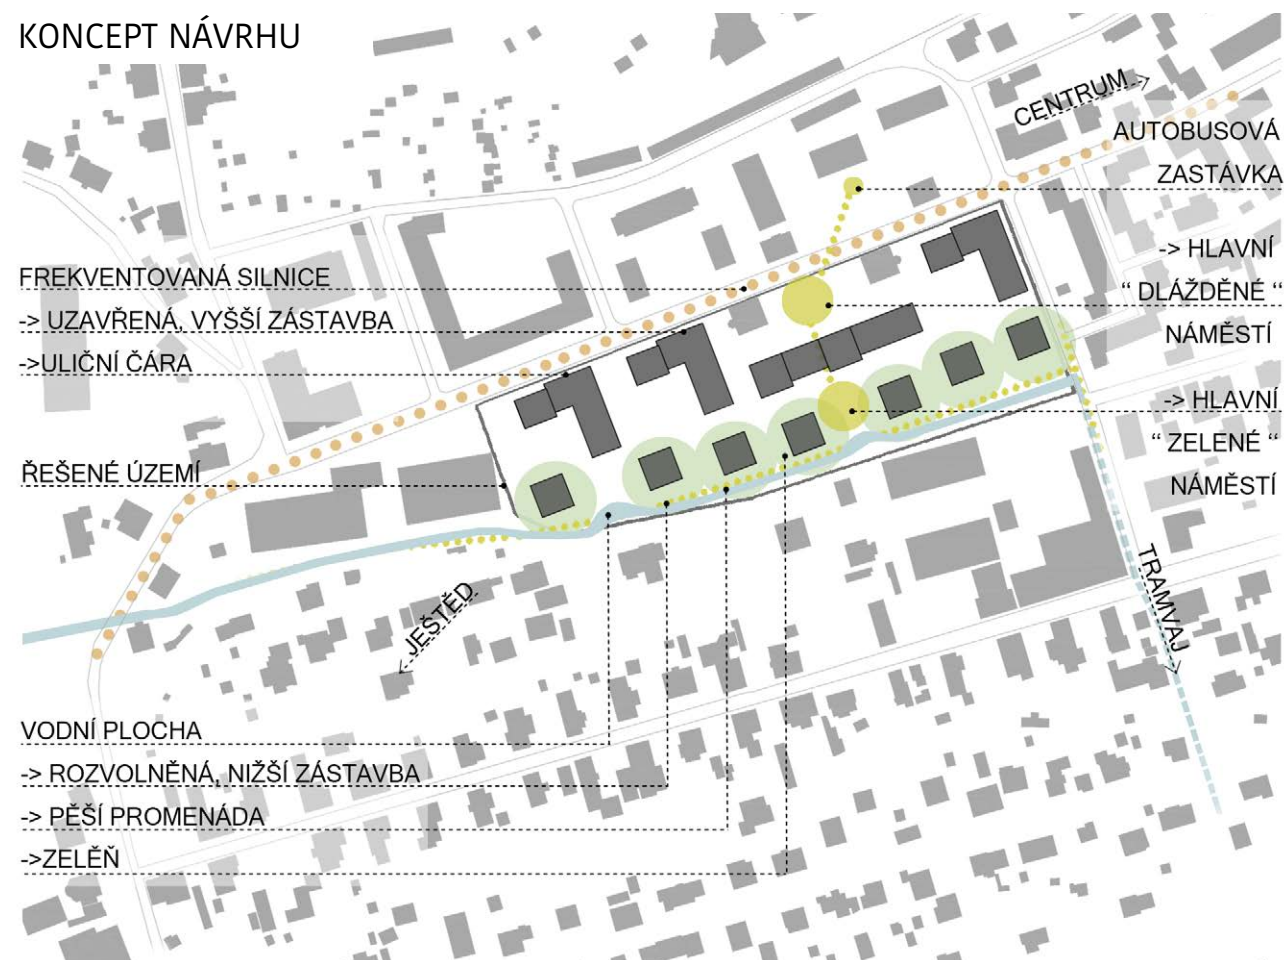 KONCEPT NÁVRHU
CENTRUM
AUTOBUSOVÁ
ZASTÁVKA
-> HLAVNÍ
“ DLÁŽDĚNÉ “
NÁMĚSTÍ
-> HLAVNÍ
“ ZELENÉ “
NÁMĚSTÍ
FREKVENTOVANÁ SILNICE
-> UZAVŘENÁ, VYŠŠÍ ZÁSTAVBA
->ULIČNÍ ČÁRA
ŘEŠENÉ ÚZEMÍ
JEŠTĚD
TRAMVAJ
VODNÍ PLOCHA
-> ROZVOLNĚNÁ, NIŽŠÍ ZÁSTAVBA
-> PĚŠÍ PROMENÁDA
->ZELĚŇ